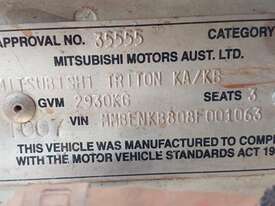 APPROVAL NO. 35555 CATEGORY
MITSUBISHI MOTORS AUST. LTD.
MITSUBISHI TRITON KA/KB
GVM 2930KG SEATS 3
VIN MMBENKB808F001063
THIS VEHICLE WAS MANUFACTURED TO COMPL
WITH THE MOTOR VEHICLE STANDARDS ACT 19